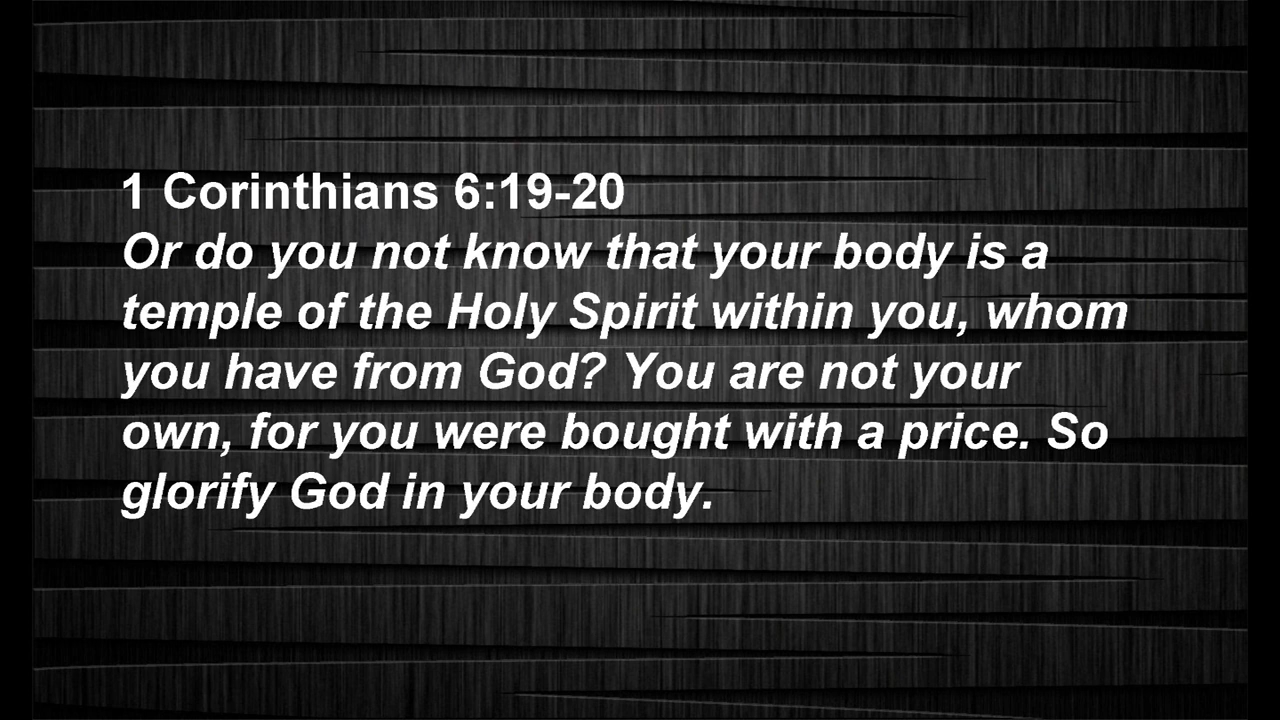 1 Corinthians 6:19-20
Or do you not know that your body is a
temple of the Holy Spirit within you, whom
you have from God? You are not your
own, for you were bought with a price. So
glorify God in your body.